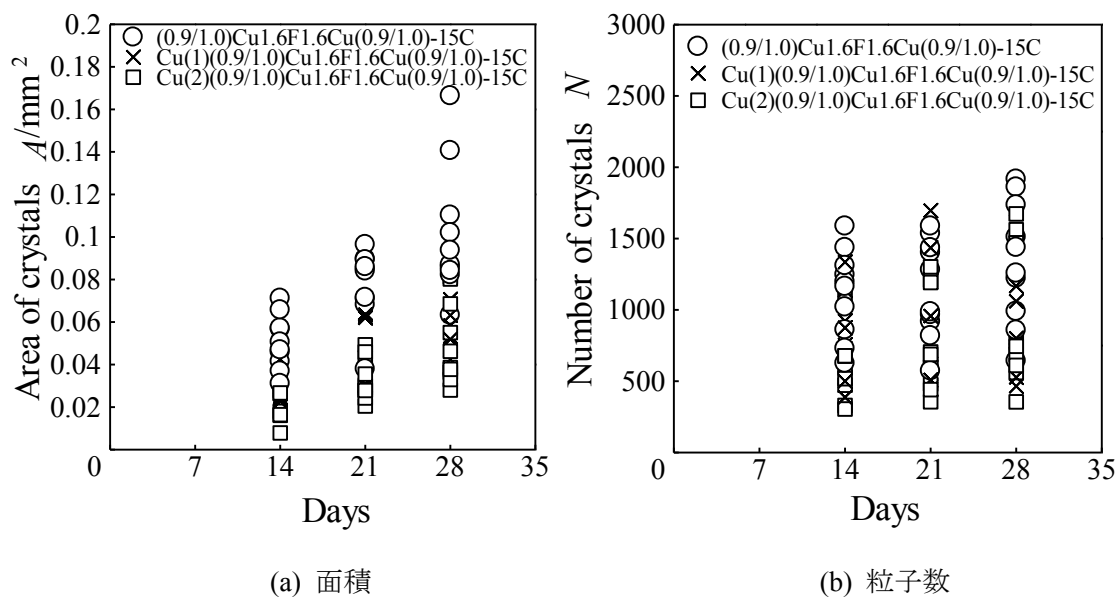 0.2
0.18
0.16
0.14
0.12
0.1
0.08
0.06
0.04
0.02
0
Area of crystals A/mm²
(0.9/1.0)Cu1.6F1.6Cu(0.9/1.0)-15C
Cu(1)(0.9/1.0)Cu1.6F1.6Cu(0.9/1.0)-15C
Cu(2)(0.9/1.0)Cu1.6F1.6Cu(0.9/1.0)-15C
7 14 21 28 35
Days
(a) 面積
3000
2500
2000
1500
1000
500
0
Number of crystals N
(0.9/1.0)Cu1.6F1.6Cu(0.9/1.0)-15C
Cu(1)(0.9/1.0)Cu1.6F1.6Cu(0.9/1.0)-15C
Cu(2)(0.9/1.0)Cu1.6F1.6Cu(0.9/1.0)-15C
7 14 21 28 35
Days
(b) 粒子数